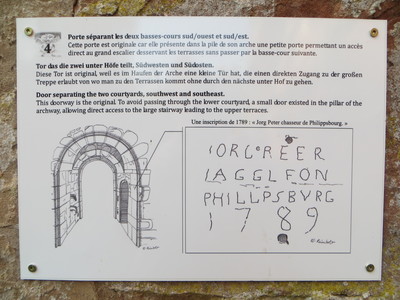 4
Porte séparant les deux basses-cours sud/ouest et sud/est.
Cette porte est originale car elle présente dans la pile de son arche une petite porte permettant un accès
direct au grand escalier desservant les terrasses sans passer par la basse-cour suivante.
Tor das die zwei unter Höfe teilt, Südwesten und Südosten.
Diese Tor ist original, weil es im Haufen der Arche eine kleine Tür hat, die einen direkten Zugang zu der großen
Treppe erlaubt von wo man zu den Terrassen kommt ohne durch den nächste unter Hof zu gehen.
Door separating the two courtyards, southwest and southeast.
This doorway is the original. To avoid passing through the lower courtyard, a small door existed in the pillar of the
archway, allowing direct access to the large stairway leading to the upper terraces.
Une inscription de 1789 : « Jorg Peter chasseur de Philippsbourg. »
PHILLPSBVRG
1789